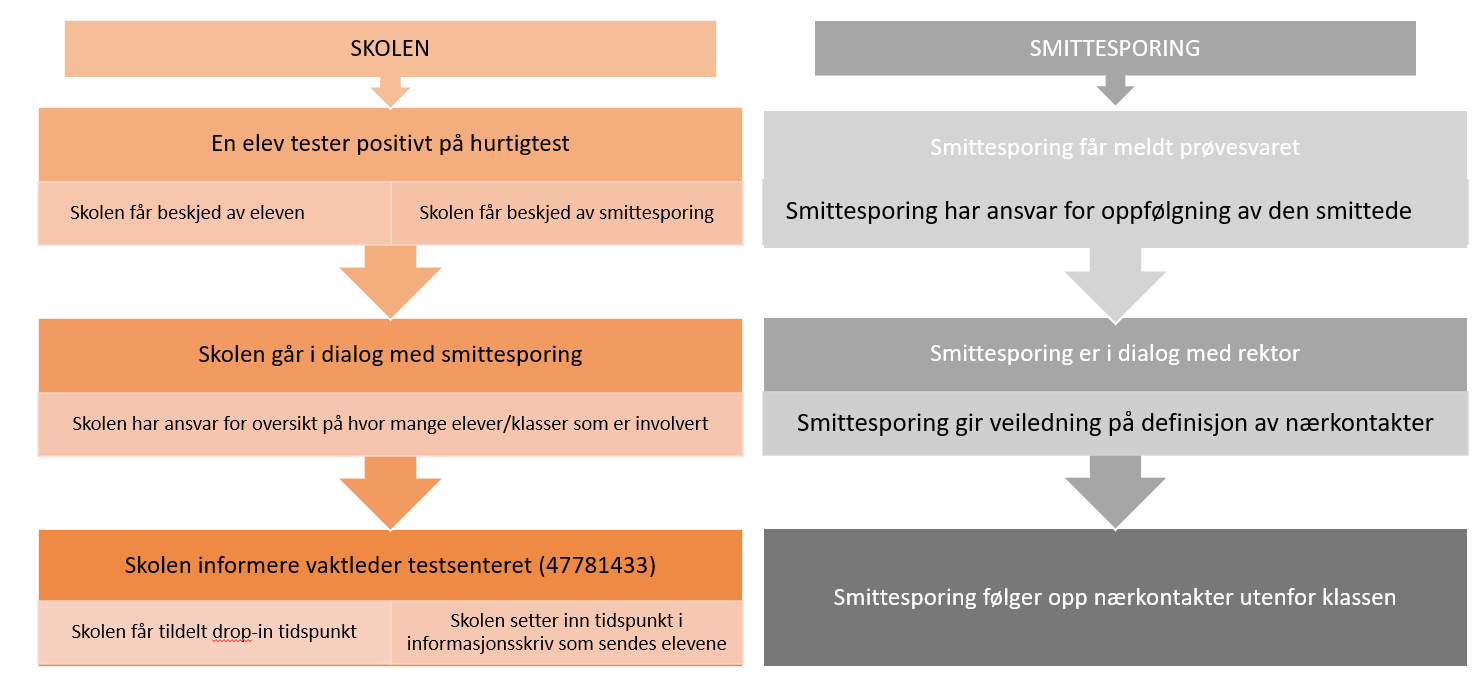 SKOLEN
En elev tester positivt på hurtigtest
Skolen får beskjed av eleven
Skolen får beskjed av smittesporing
Skolen går i dialog med smittesporing
Skolen har ansvar for oversikt på hvor mange elever/klasser som er involvert
Skolen informere vaktleder testsenteret (47781433)
Skolen får tildelt drop-in tidspunkt
Skolen setter inn tidspunkt i
informasjonsskriv som sendes elevene
SMITTESPORING
Smittesporing får meldt prøvesvaret
Smittesporing har ansvar for oppfølgning av den smittede
Smittesporing er i dialog med rektor
Smittesporing gir veiledning på definisjon av nærkontakter
Smittesporing følger opp nærkontakter utenfor klassen